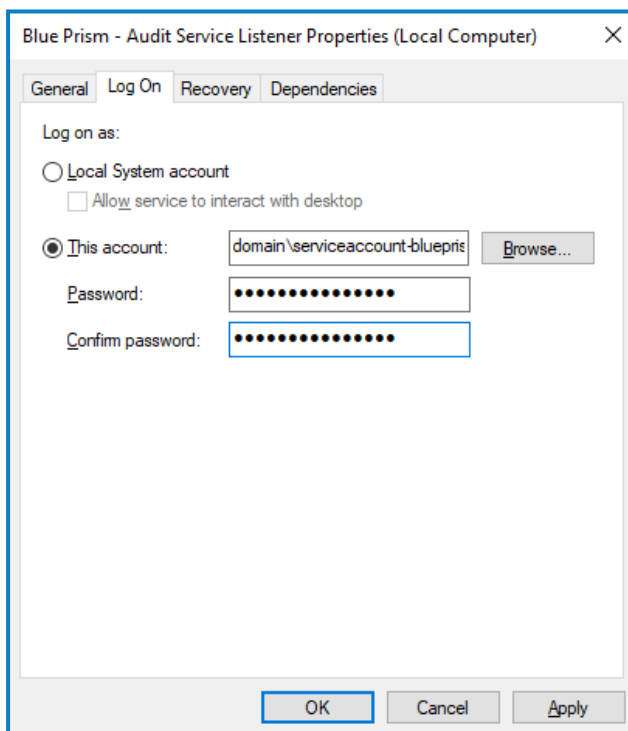 Blue Prism - Audit Service Listener Properties (Local Computer)
General Log On Recovery Dependencies
Log on as:
Local System account
Allow service to interact with desktop
This account: domain\serviceaccount-bluepris Browse...
Password: ●●●●●●●●●●●●●●●
Confirm password: ●●●●●●●●●●●●●●●
OK Cancel Apply